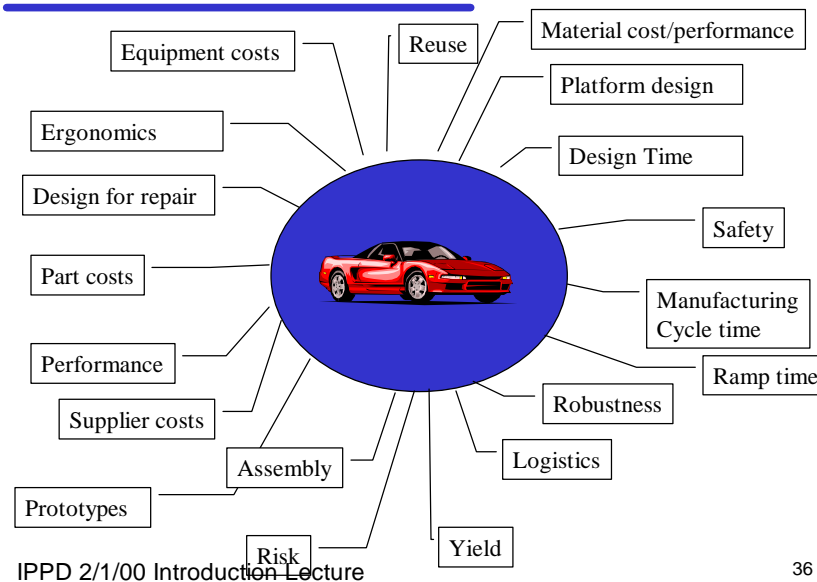 Material cost/performance
Reuse
Equipment costs
Platform design
Ergonomics
Design Time
Design for repair
Safety
Part costs
Manufacturing
Cycle time
Performance
Ramp time
Robustness
Supplier costs
Assembly
Logistics
Prototypes
Risk
Yield
IPPD 2/1/00 Introduction Lecture
36